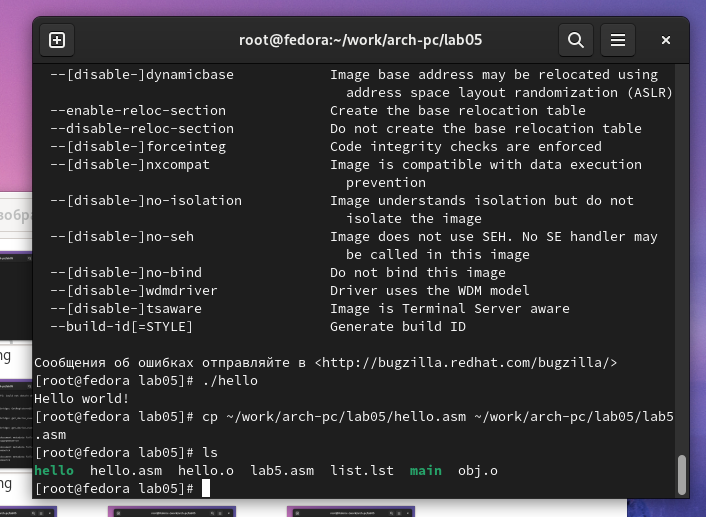 root@fedora:~/work/arch-pc/lab05
--[disable-]dynamicbase Image base address may be relocated using
address space layout randomization (ASLR)
--enable-reloc-section Create the base relocation table
--disable-reloc-section Do not create the base relocation table
--[disable-]forceinteg Code integrity checks are enforced
--[disable-]nxcompat Image is compatible with data execution
prevention
--[disable-]no-isolation Image understands isolation but do not
isolate the image
--[disable-]no-seh Image does not use SEH. No SE handler may
be called in this image
--[disable-]no-bind Do not bind this image
--[disable-]wdmdriver Driver uses the WDM model
--[disable-]tsaware Image is Terminal Server aware
--build-id[=STYLE] Generate build ID
Сообщения об ошибках отправляйте в <http://bugzilla.redhat.com/bugzilla/>
[root@fedora lab05]# ./hello
Hello world!
[root@fedora lab05]# cp ~/work/arch-pc/lab05/hello.asm ~/work/arch-pc/lab05/lab5
.asm
[root@fedora lab05]# ls
hello hello.asm hello.o lab5.asm list.lst main obj.o
[root@fedora lab05]#